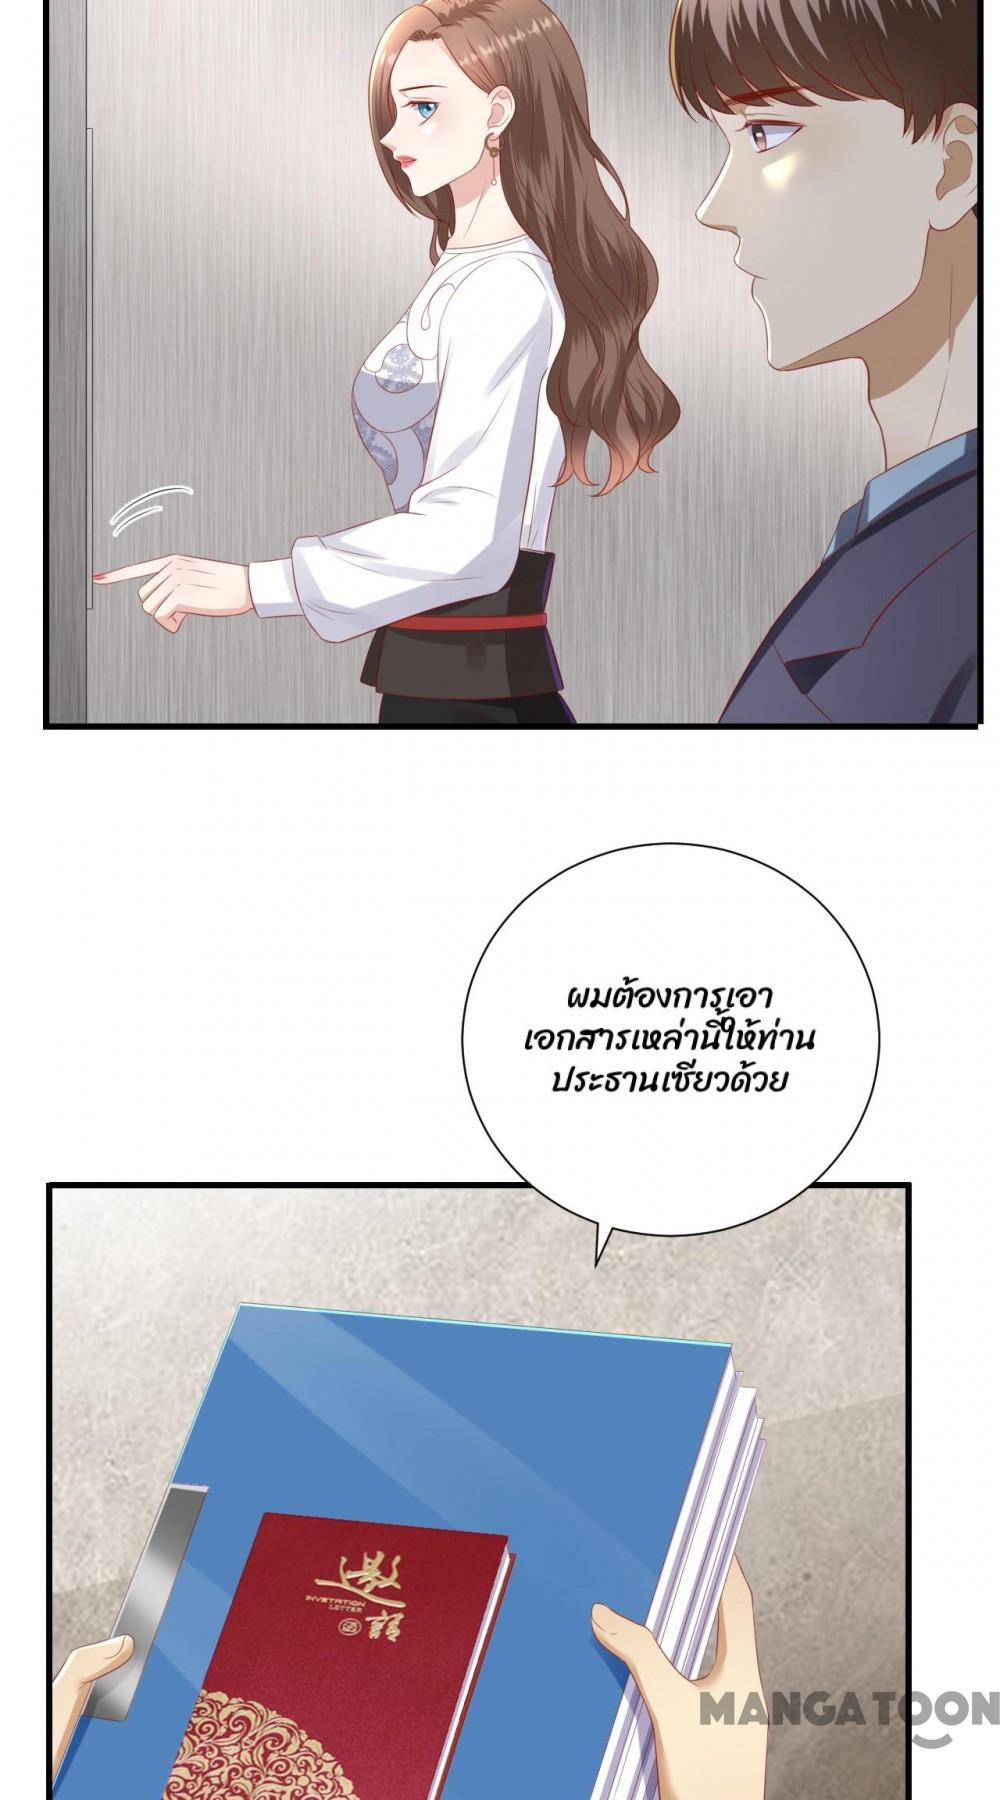 ผมต้องการเอา
เอกสารเหล่านี้ให้ท่าน
ประธานเซียวด้วย
邀
INVETRATION
LETTER
請
MANGATOON